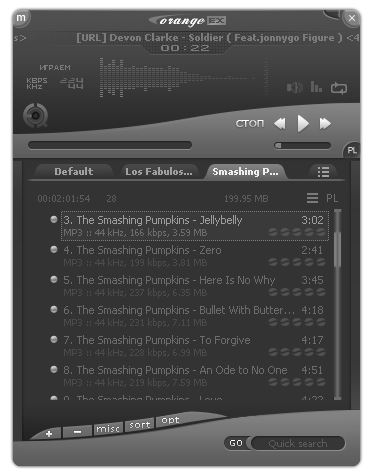 m orange EX ×
s> [URL] Devon Clarke - Soldier ( Feat.jonnygo Figure ) <4
00:22
ИГРАЕМ
KBPS
KHz 44
СТОП
PL
Default Los Fabulos... Smashing P...
00:02:01:54 28 199.95 MB PL
3. The Smashing Pumpkins - Jellybelly 3:02
MP3 :: 44 kHz, 166 kbps, 3.59 MB
4. The Smashing Pumpkins - Zero 2:41
MP3 :: 44 kHz, 199 kbps, 3.81 MB
5. The Smashing Pumpkins - Here Is No Why 3:45
MP3 :: 44 kHz, 237 kbps, 6.35 MB
6. The Smashing Pumpkins - Bullet With Butter... 4:18
MP3 :: 44 kHz, 231 kbps, 7.11 MB
7. The Smashing Pumpkins - To Forgive 4:17
MP3 :: 44 kHz, 228 kbps, 6.99 MB
8. The Smashing Pumpkins - An Ode to No One 4:51
MP3 :: 44 kHz, 219 kbps, 7.59 MB
9. The Smashing Pumpkins - Love 4:22
+ - misc sort opt
GO Quick search